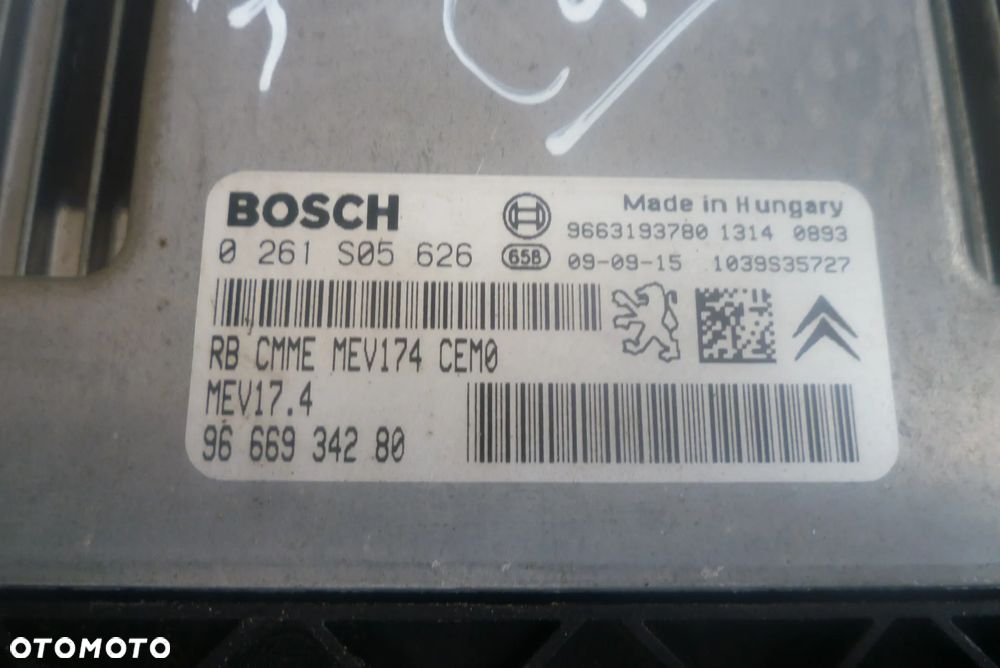 BOSCH
Made in Hungary
9663193780 1314 0893
0 261 S05 626
658
09-09-15 1039S35727
RB CMME MEV174 CEM0
MEV17.4
96 669 342 80
OTOMOTO